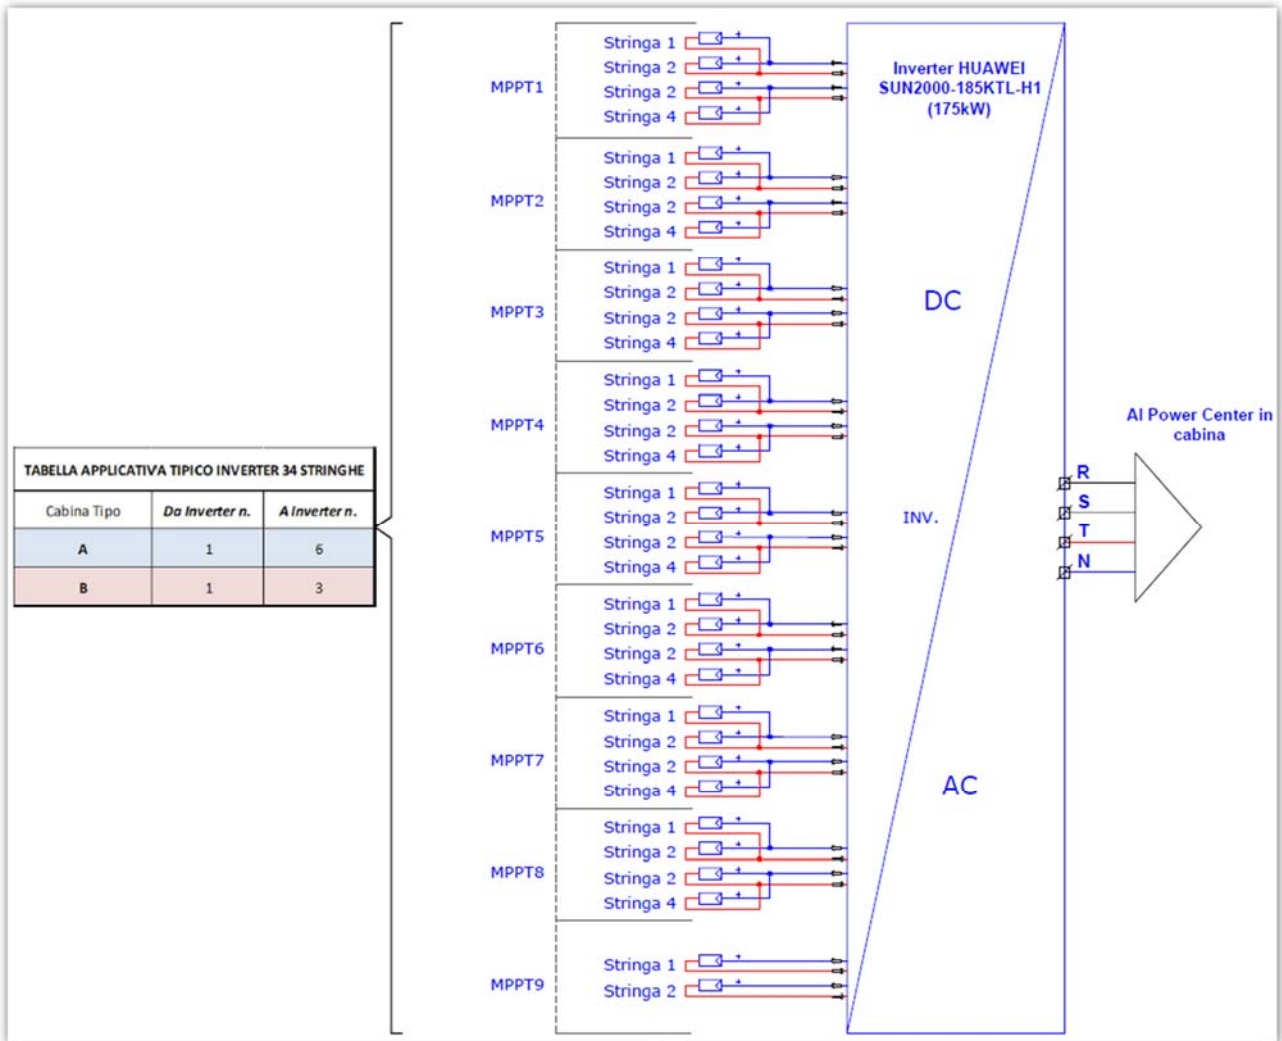 TABELLA APPLICATIVA TIPICO INVERTER 34 STRINGHE
Cabina Tipo Da Inverter n. A Inverter n.
A 1 6
B 1 3
MPPT1
Stringa 1
Stringa 2
Stringa 2
Stringa 4
MPPT2
Stringa 1
Stringa 2
Stringa 2
Stringa 4
MPPT3
Stringa 1
Stringa 2
Stringa 2
Stringa 4
MPPT4
Stringa 1
Stringa 2
Stringa 2
Stringa 4
MPPT5
Stringa 1
Stringa 2
Stringa 2
Stringa 4
MPPT6
Stringa 1
Stringa 2
Stringa 2
Stringa 4
MPPT7
Stringa 1
Stringa 2
Stringa 2
Stringa 4
MPPT8
Stringa 1
Stringa 2
Stringa 2
Stringa 4
MPPT9
Stringa 1
Stringa 2
Inverter HUAWEI
SUN2000-185KTL-H1
(175kW)
DC
INV.
AC
Al Power Center in
cabina
R
S
T
N